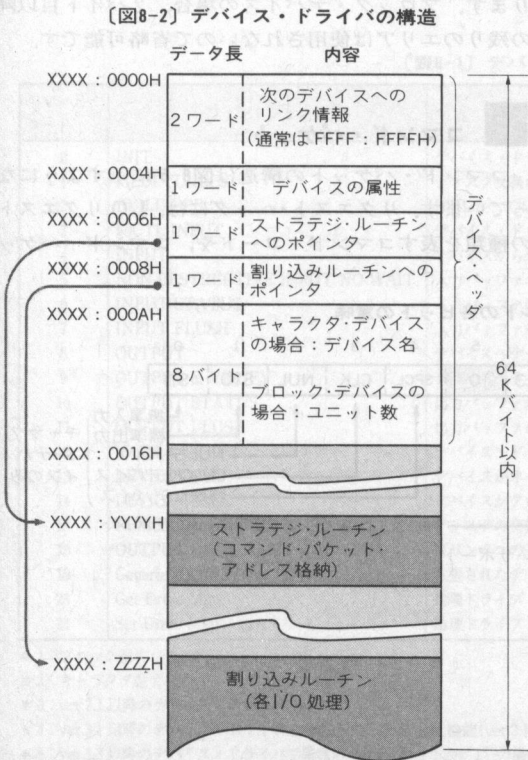 〔図8-2〕デバイス・ドライバの構造
データ長 内容
XXXX：0000H
2ワード
次のデバイスへの
リンク情報
(通常はFFFF：FFFFH)
XXXX：0004H
1ワード
デバイスの属性
XXXX：0006H
1ワード
ストラテジ・ルーチン
へのポインタ
XXXX：0008H
1ワード
割り込みルーチンへの
ポインタ
XXXX：000AH
8バイト
キャラクタ・デバイス
の場合：デバイス名
ブロック・デバイスの
場合：ユニット数
XXXX：0016H
デバイス・ヘッダ
64Kバイト以内
XXXX：YYYYH
ストラテジ・ルーチン
(コマンド・パケット・
アドレス格納)
XXXX：ZZZZH
割り込みルーチン
(各I/O処理)